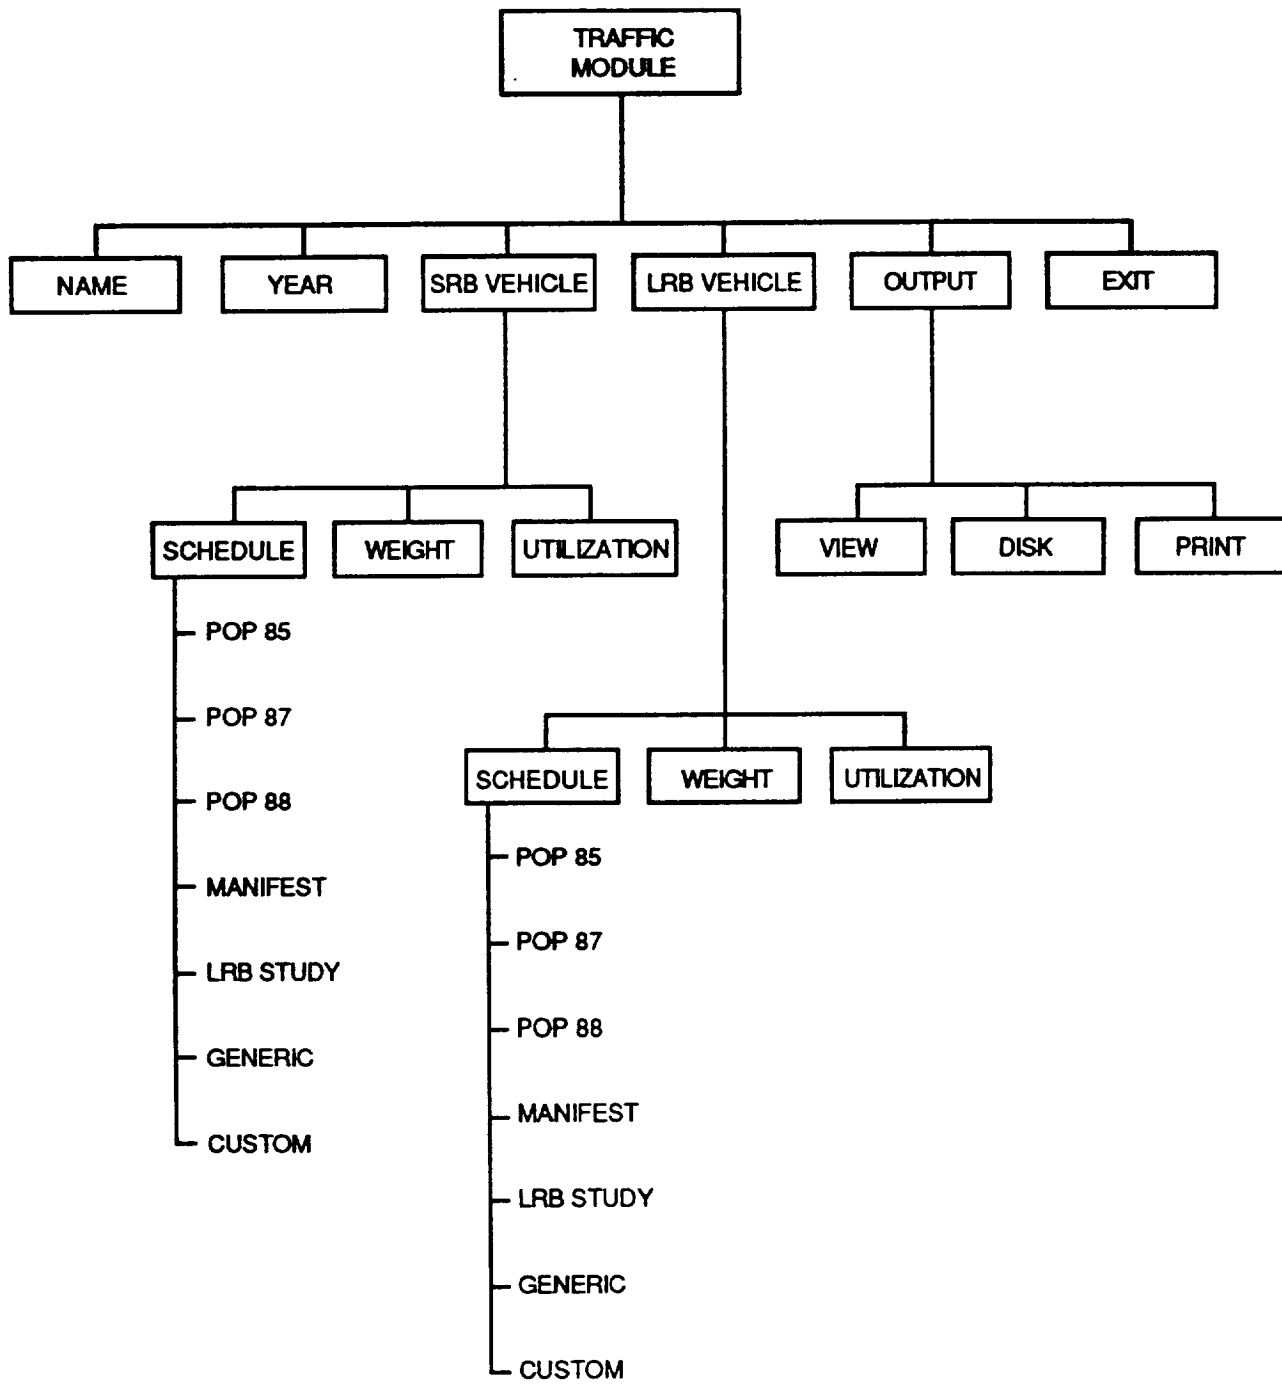 TRAFFIC
MODULE
NAME
YEAR
SRB VEHICLE
LRB VEHICLE
OUTPUT
EXIT
SCHEDULE
WEIGHT
UTILIZATION
VIEW
DISK
PRINT
POP 85
POP 87
POP 88
MANIFEST
LRB STUDY
GENERIC
CUSTOM
SCHEDULE
WEIGHT
UTILIZATION
POP 85
POP 87
POP 88
MANIFEST
LRB STUDY
GENERIC
CUSTOM